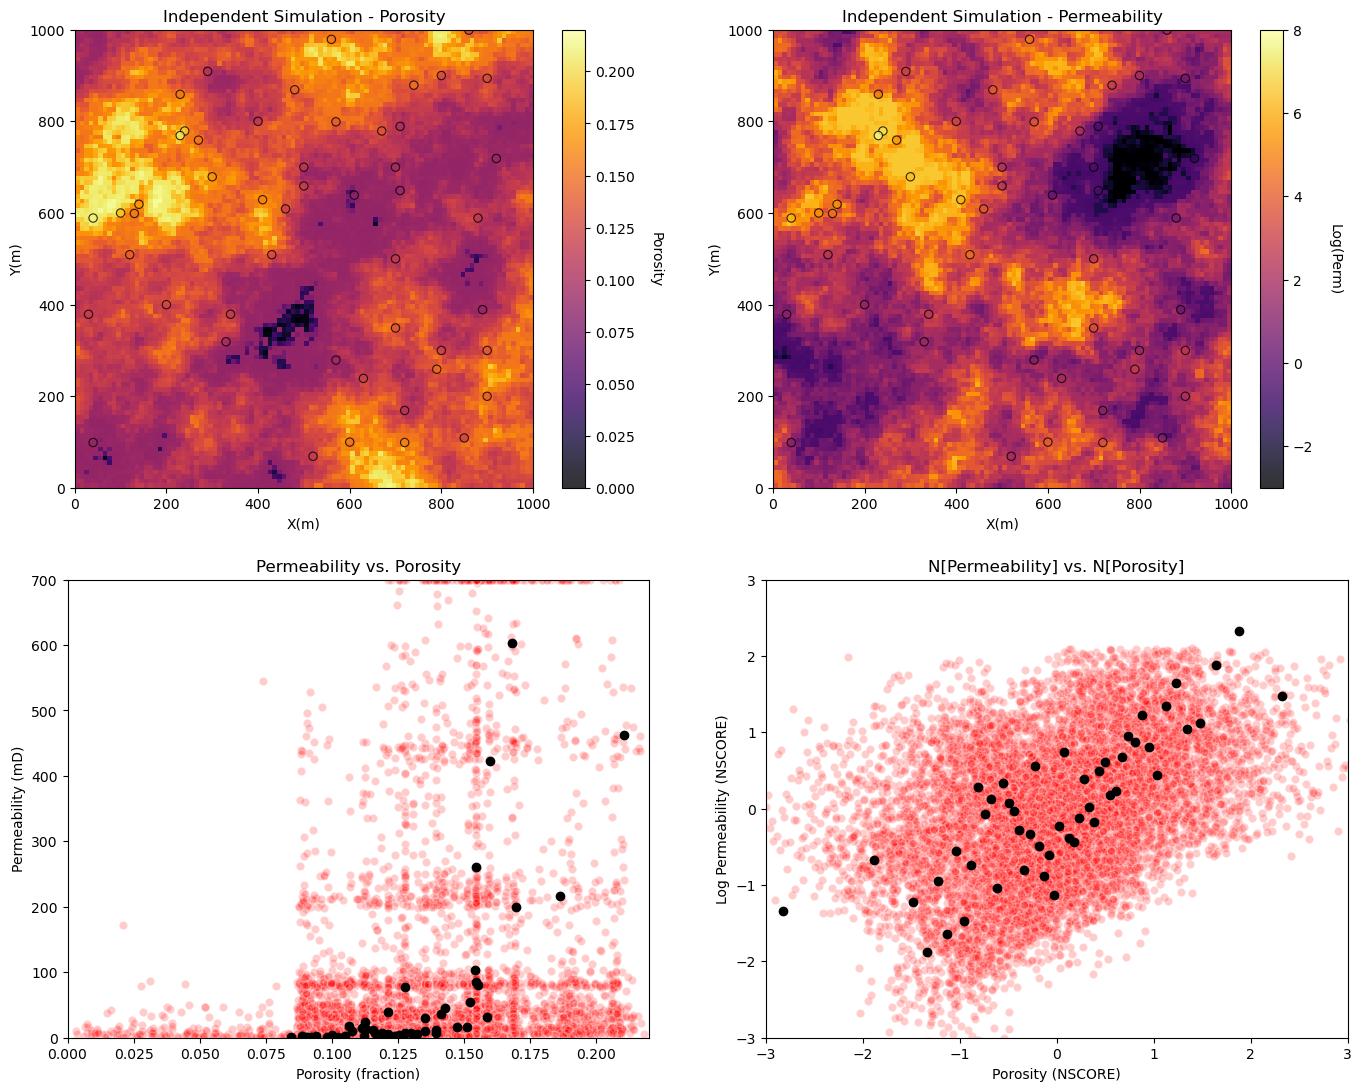 Independent Simulation - Porosity
1000
800
600
400
200
0
Y(m)
0 200 400 600 800 1000
X(m)
0.200
0.175
0.150
0.125
0.100
0.075
0.050
0.025
0.000
Porosity
Independent Simulation - Permeability
1000
800
600
400
200
0
Y(m)
0 200 400 600 800 1000
X(m)
8
6
4
2
0
−2
Log(Perm)
Permeability vs. Porosity
700
600
500
400
300
200
100
0
Permeability (mD)
0.000 0.025 0.050 0.075 0.100 0.125 0.150 0.175 0.200
Porosity (fraction)
N[Permeability] vs. N[Porosity]
3
2
1
0
−1
−2
−3
Log Permeability (NSCORE)
−3 −2 −1 0 1 2 3
Porosity (NSCORE)